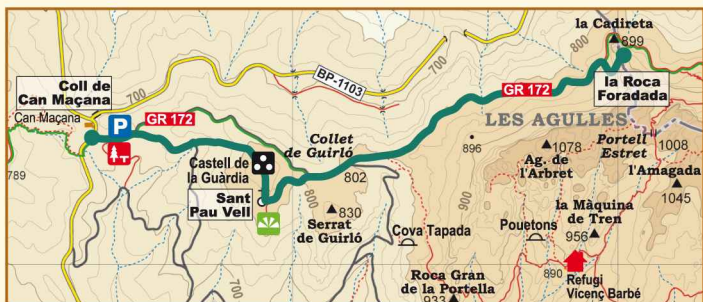 la Cadireta
899
800
700
BP-1103
700
Coll de
Can Maçana
Can Maçana
GR 172
P
T
789
GR 172
la Roca
Foradada
LES AGULLES
Castell de
la Guàrdia
Collet
de Guirló
802
896
1078
Ag. de
l'Arbret
Portell
Estret
1008
l'Amagada
1045
Sant
Pau Vell
800
830
Serrat
de Guirló
900
Cova Tapada
Pouetons
la Màquina
de Tren
956
890
Refugi
Vicenç Barbé
Roca Gran
de la Portella
933
700